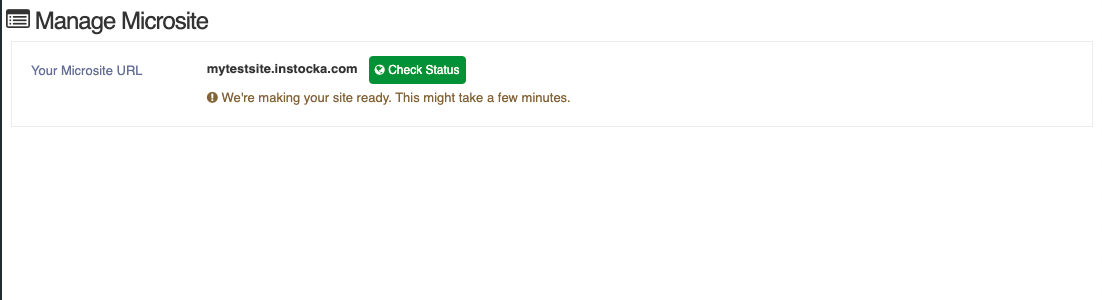 Manage Microsite
Your Microsite URL
mytestsite.instocka.com
Check Status
We're making your site ready. This might take a few minutes.